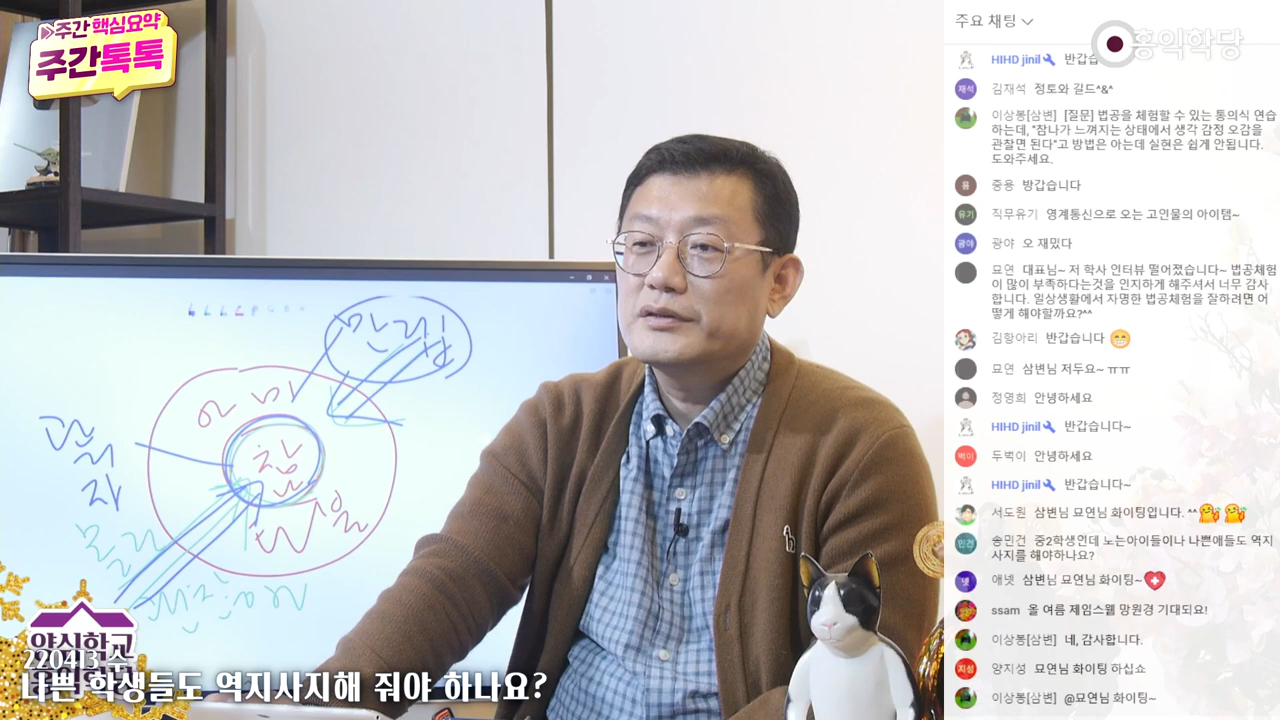 주간 핵심요약
주간톡톡
주요 채팅
홍익학당
HIHD jinil 반갑습
재석 김재석 정토와 길드^&^
이상봉[삼변] [질문] 법공을 체험할 수 있는 통의식 연습
하는데, "참나가 느껴지는 상태에서 생각 감정 오감을
관찰면 된다"고 방법은 아는데 실현은 쉽게 안됩니다.
도와주세요.
중용 방갑습니다
유기 직무유기 영계통신으로 오는 고인물의 아이템~
광야 광야 오 재밌다
묘연 대표님~ 저 학사 인터뷰 떨어졌습니다~ 법공체험
이 많이 부족하다는것을 인지하게 해주셔서 너무 감사
합니다. 일상생활에서 자명한 법공체험을 잘하려면 어
떻게 해야할까요?^^
김항아리 반갑습니다 😁
묘연 삼변님 저두요~ ㅠㅠ
정영희 안녕하세요
HIHD jinil 반갑습니다~
벽이 두벽이 안녕하세요
HIHD jinil 반갑습니다~
서도원 삼변님 묘연님 화이팅입니다. ^^
민건 송민건 중2학생인데 노는아이들이나 나쁜애들도 역지
사지를 해야하나요?
넷 애넷 삼변님 묘연님 화이팅~
ssam 올 여름 제임스웰 망원경 기대되요!
이상봉[삼변] 네, 감사합니다.
지성 양지성 묘연님 화이팅 하십쇼
이상봉[삼변] @묘연님 화이팅~
참나
양심학교
220413 수
나쁜 학생들도 역지사지해 줘야 하나요?